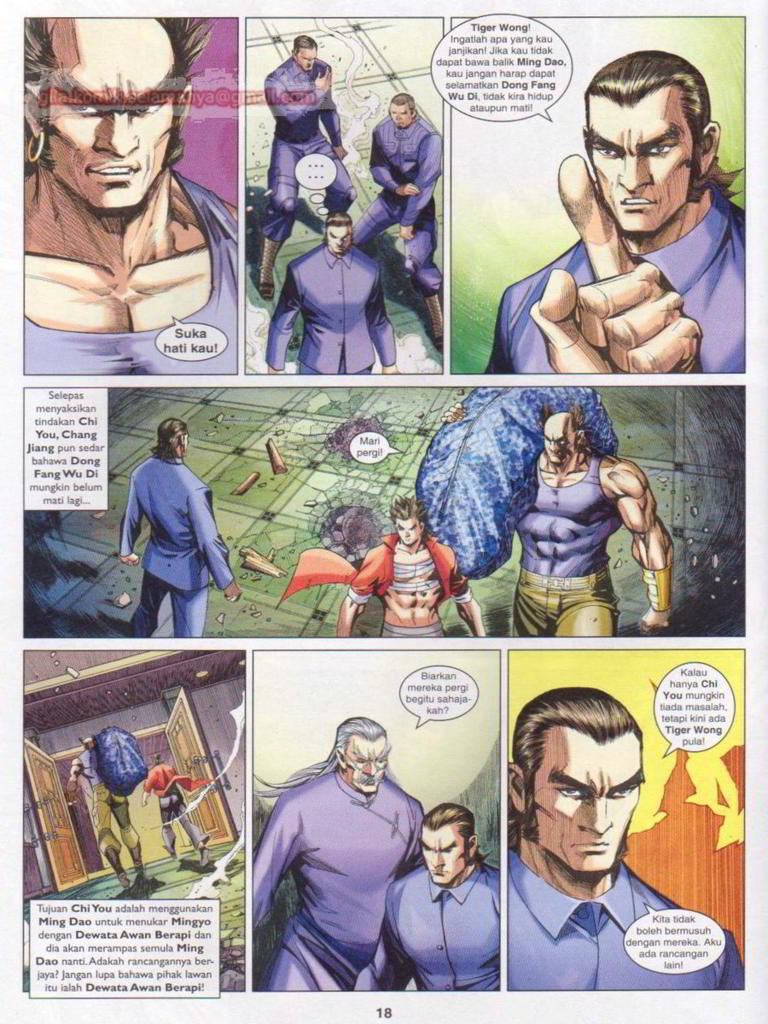 gilakomikselamanya@gmail.com
Suka
hati kau!
...
...
Tiger Wong!
Ingatlah apa yang kau
janjikan! Jika kau tidak
dapat bawa balik Ming Dao,
kau jangan harap dapat
selamatkan Dong Fang
Wu Di, tidak kira hidup
ataupun mati!
Selepas
menyaksikan
tindakan Chi
You, Chang
Jiang pun sedar
bahawa Dong
Fang Wu Di
mungkin belum
mati lagi...
Mari
pergi!
Tujuan Chi You adalah menggunakan
Ming Dao untuk menukar Mingyo
dengan Dewata Awan Berapi dan
dia akan merampas semula Ming
Dao nanti. Adakah rancangannya ber-
jaya? Jangan lupa bahawa pihak lawan
itu ialah Dewata Awan Berapi!
Biarkan
mereka pergi
begitu sahaja-
kah?
Kalau
hanya Chi
You mungkin
tiada masalah,
tetapi kini ada
Tiger Wong
pula!
Kita tidak
boleh bermusuh
dengan mereka. Aku
ada rancangan
lain!
18